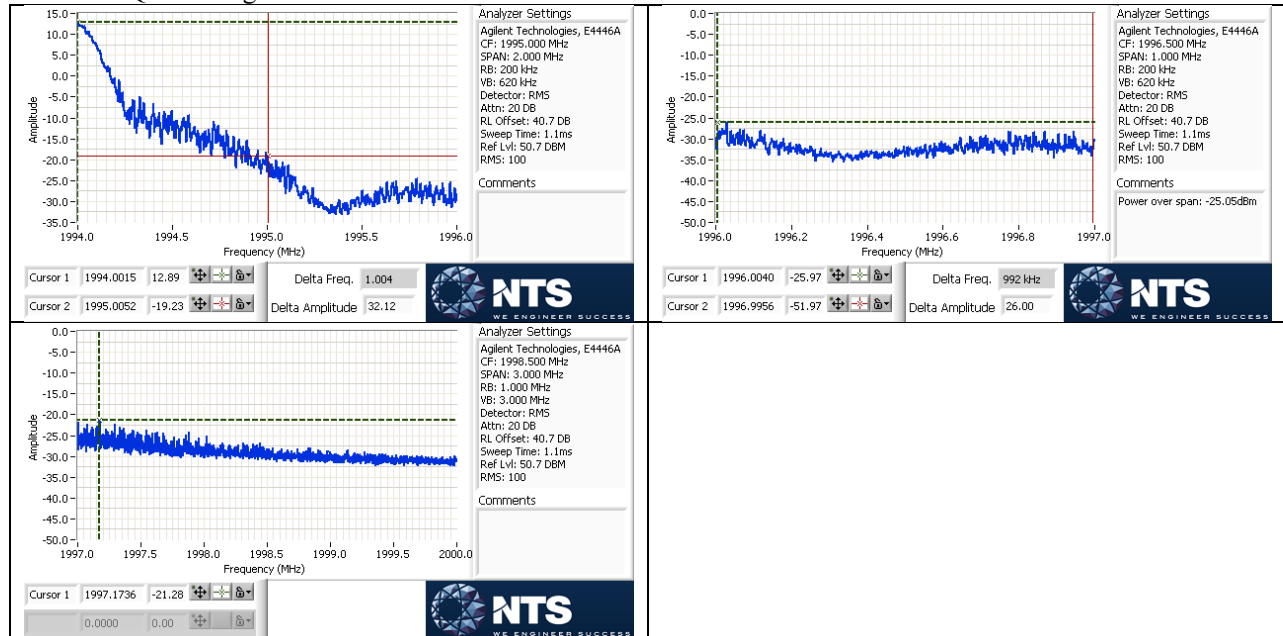 Analyzer Settings
Agilent Technologies, E4446A
CF: 1995.000 MHz
SPAN: 2.000 MHz
RB: 200 kHz
VB: 620 kHz
Detector: RMS
Attn: 20 DB
RL Offset: 40.7 DB
Sweep Time: 1.1ms
Ref Lvl: 50.7 DBM
RMS: 100
Comments
Amplitude
15.0
10.0
5.0
0.0
-5.0
-10.0
-15.0
-20.0
-25.0
-30.0
-35.0
1994.0 1994.5 1995.0 1995.5 1996.0
Frequency (MHz)
Cursor 1 1994.0015 12.89 Delta Freq. 1.004
Cursor 2 1995.0052 -19.23 Delta Amplitude 32.12
NTS
WE ENGINEER SUCCESS
Analyzer Settings
Agilent Technologies, E4446A
CF: 1996.500 MHz
SPAN: 1.000 MHz
RB: 200 kHz
VB: 620 kHz
Detector: RMS
Attn: 20 DB
RL Offset: 40.7 DB
Sweep Time: 1.1ms
Ref Lvl: 50.7 DBM
RMS: 100
Comments
Power over span: -25.05dBm
Amplitude
0.0
-5.0
-10.0
-15.0
-20.0
-25.0
-30.0
-35.0
-40.0
-45.0
-50.0
1996.0 1996.2 1996.4 1996.6 1996.8 1997.0
Frequency (MHz)
Cursor 1 1996.0040 -25.97 Delta Freq. 992 kHz
Cursor 2 1996.9956 -51.97 Delta Amplitude 26.00
NTS
WE ENGINEER SUCCESS
Analyzer Settings
Agilent Technologies, E4446A
CF: 1998.500 MHz
SPAN: 3.000 MHz
RB: 1.000 MHz
VB: 3.000 MHz
Detector: RMS
Attn: 20 DB
RL Offset: 40.7 DB
Sweep Time: 1.1ms
Ref Lvl: 50.7 DBM
RMS: 100
Comments
Amplitude
0.0
-5.0
-10.0
-15.0
-20.0
-25.0
-30.0
-35.0
-40.0
-45.0
-50.0
1997.0 1997.5 1998.0 1998.5 1999.0 1999.5 2000.0
Frequency (MHz)
Cursor 1 1997.1736 -21.28
0.0000 0.00
NTS
WE ENGINEER SUCCESS